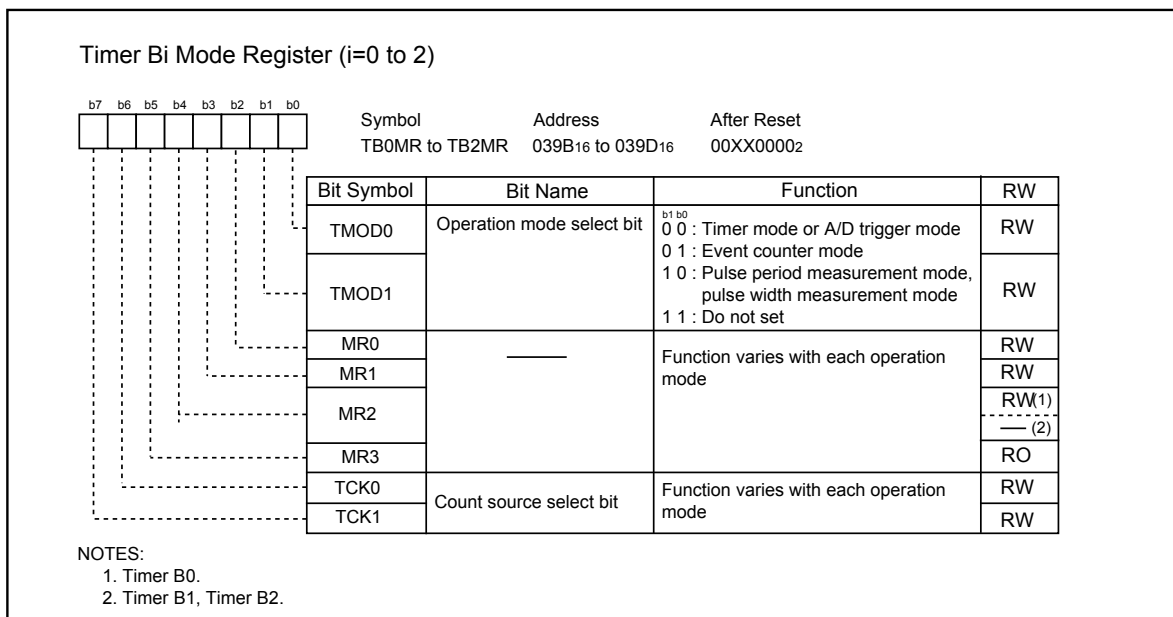 Timer Bi Mode Register (i=0 to 2)
b7 b6 b5 b4 b3 b2 b1 b0
Symbol Address After Reset
TB0MR to TB2MR 039B16 to 039D16 00XX00002
Bit Symbol Bit Name Function RW
TMOD0 Operation mode select bit b1 b0 RW
0 0 : Timer mode or A/D trigger mode
0 1 : Event counter mode
TMOD1 1 0 : Pulse period measurement mode, RW
pulse width measurement mode
1 1 : Do not set
MR0 —— Function varies with each operation mode RW
MR1 RW
MR2 RW(1)
— (2)
MR3 RO
TCK0 Count source select bit Function varies with each operation mode RW
TCK1 RW
NOTES:
1. Timer B0.
2. Timer B1, Timer B2.